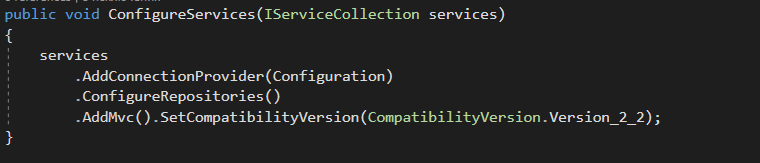 public void ConfigureServices(IServiceCollection services)
{
services
.AddConnectionProvider(Configuration)
.ConfigureRepositories()
.AddMvc().SetCompatibilityVersion(CompatibilityVersion.Version_2_2);
}